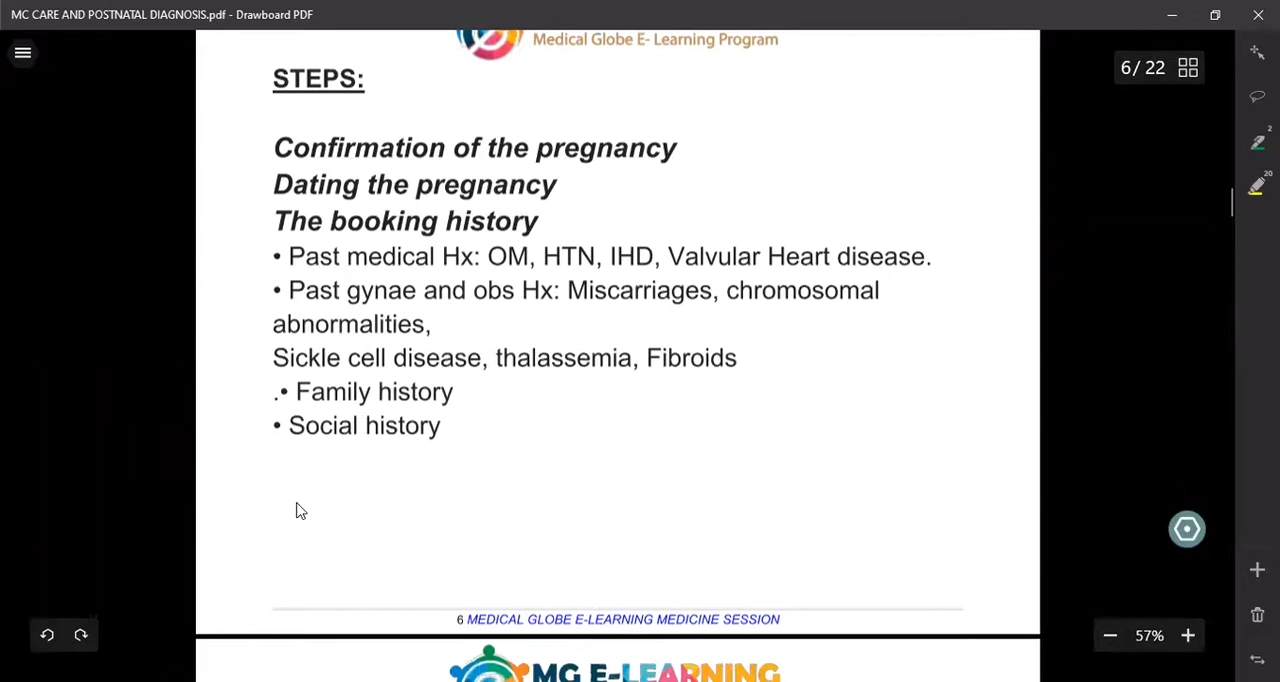 MC CARE AND POSTNATAL DIAGNOSIS.pdf - Drawboard PDF
Medical Globe E- Learning Program
6/ 22
2
20
STEPS:
Confirmation of the pregnancy
Dating the pregnancy
The booking history
• Past medical Hx: OM, HTN, IHD, Valvular Heart disease.
• Past gynae and obs Hx: Miscarriages, chromosomal
abnormalities,
Sickle cell disease, thalassemia, Fibroids
.• Family history
• Social history
6 MEDICAL GLOBE E-LEARNING MEDICINE SESSION
57%
MG E-LEARNING